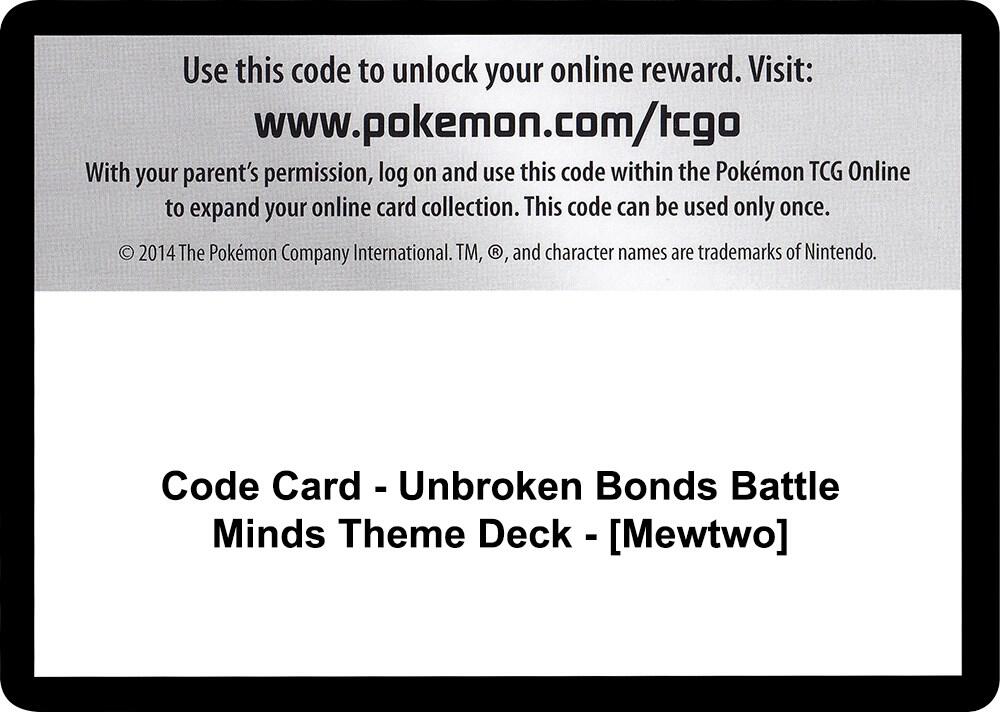 Use this code to unlock your online reward. Visit:
www.pokemon.com/tcgo
With your parent's permission, log on and use this code within the Pokémon TCG Online
to expand your online card collection. This code can be used only once.
© 2014 The Pokémon Company International. TM, ®, and character names are trademarks of Nintendo.
Code Card - Unbroken Bonds Battle
Minds Theme Deck - [Mewtwo]